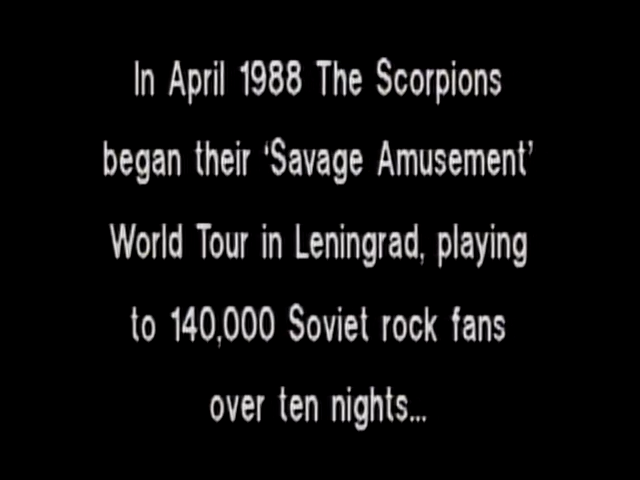 In April 1988 The Scorpions
began their ‘Savage Amusement’
World Tour in Leningrad, playing
to 140,000 Soviet rock fans
over ten nights...